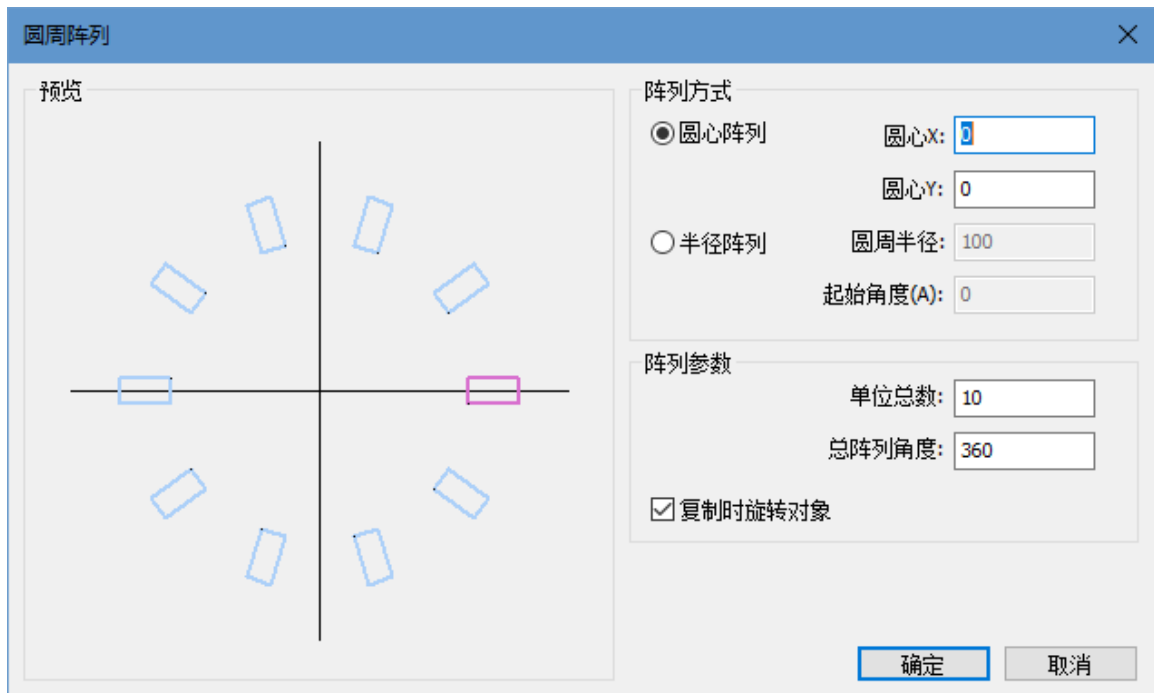 圆周阵列
预览
阵列方式
圆心阵列
圆心X: 0
圆心Y: 0
半径阵列
圆周半径: 100
起始角度(A): 0
阵列参数
单位总数: 10
总阵列角度: 360
复制时旋转对象
确定
取消